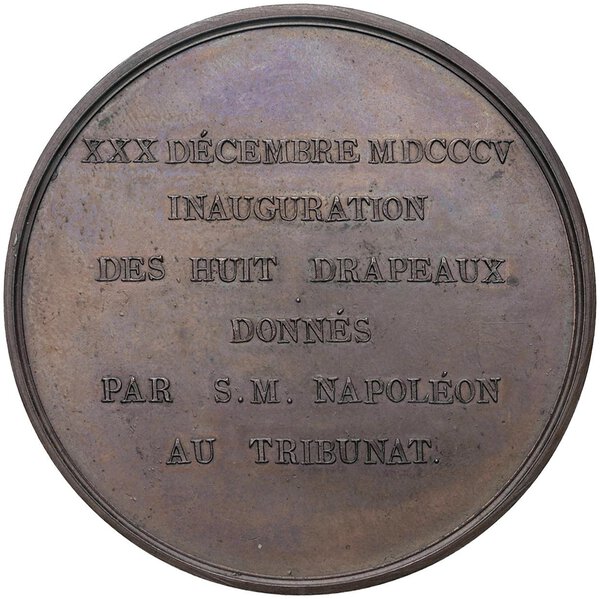 XXX DÉCEMBRE MDCCCV
INAUGURATION
DES HUIT DRAPEAUX
DONNÉS
PAR S.M. NAPOLÉON
AU TRIBUNAT.